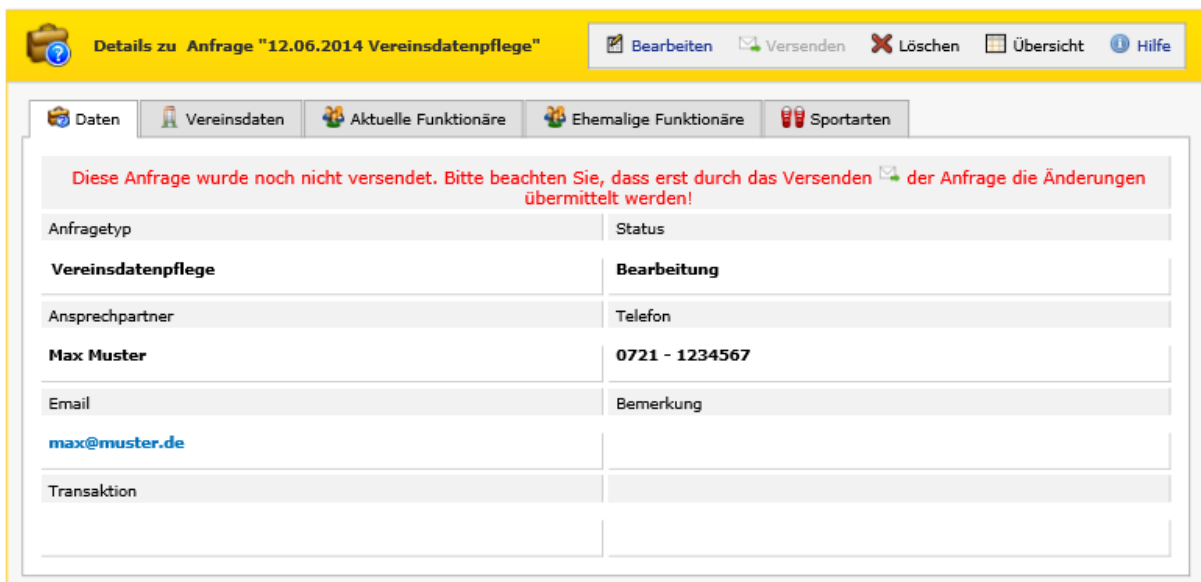 Details zu Anfrage "12.06.2014 Vereinsdatenpflege"
Bearbeiten Versenden Löschen Übersicht Hilfe
Daten Vereinsdaten Aktuelle Funktionäre Ehemalige Funktionäre Sportarten
Diese Anfrage wurde noch nicht versendet. Bitte beachten Sie, dass erst durch das Versenden der Anfrage die Änderungen
übermittelt werden!
Anfragetyp Status
Vereinsdatenpflege Bearbeitung
Ansprechpartner Telefon
Max Muster 0721 - 1234567
Email Bemerkung
max@muster.de
Transaktion